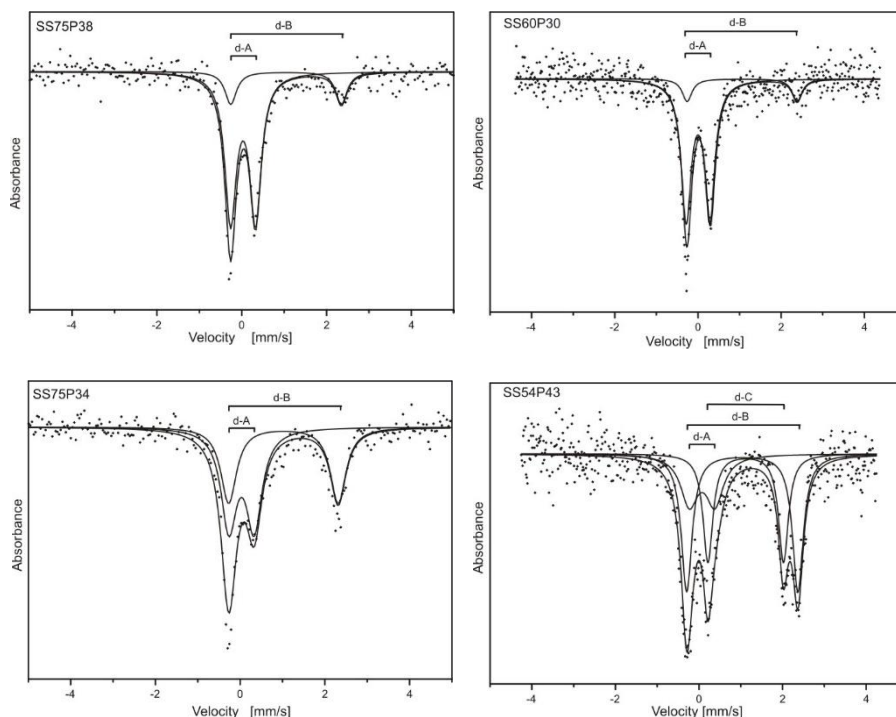 SS75P38
d-B
d-A
Absorbance
-4 -2 0 2 4
Velocity [mm/s]
SS60P30
d-B
d-A
Absorbance
-4 -2 0 2 4
Velocity [mm/s]
SS75P34
d-B
d-A
Absorbance
-4 -2 0 2 4
Velocity [mm/s]
SS54P43
d-C
d-B
d-A
Absorbance
-4 -2 0 2 4
Velocity [mm/s]